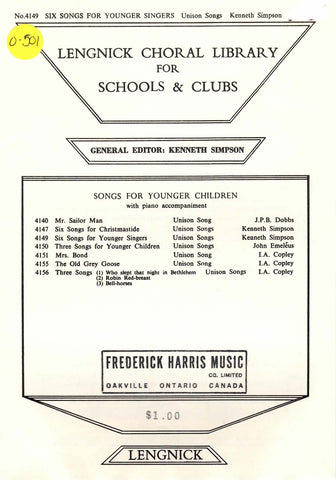 No.4149 SIX SONGS FOR YOUNGER SINGERS Unison Songs Kenneth Simpson
O-501
LENGNICK CHORAL LIBRARY
FOR
SCHOOLS & CLUBS
GENERAL EDITOR: KENNETH SIMPSON
SONGS FOR YOUNGER CHILDREN
with piano accompaniment
4140 Mr. Sailor Man Unison Song J.P.B. Dobbs
4147 Six Songs for Christmastide Unison Songs Kenneth Simpson
4149 Six Songs for Younger Singers Unison Songs Kenneth Simpson
4150 Three Songs for Younger Children Unison Songs John Emeléus
4151 Mrs. Bond Unison Song I.A. Copley
4155 The Old Grey Goose Unison Song I.A. Copley
4156 Three Songs (1) Who slept that night in Bethlehem Unison Songs I.A. Copley
(2) Robin Red-breast
(3) Bell-horses
FREDERICK HARRIS MUSIC
CO. LIMITED
OAKVILLE ONTARIO CANADA
$1.00
LENGNICK